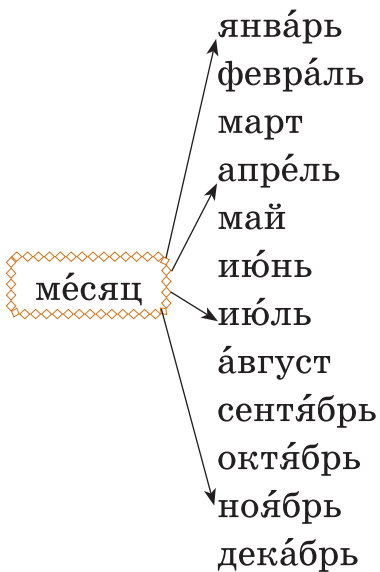 янва́рь
февра́ль
март
апре́ль
май
ию́нь
ме́сяц
ию́ль
а́вгуст
сентя́брь
октя́брь
ноя́брь
дека́брь